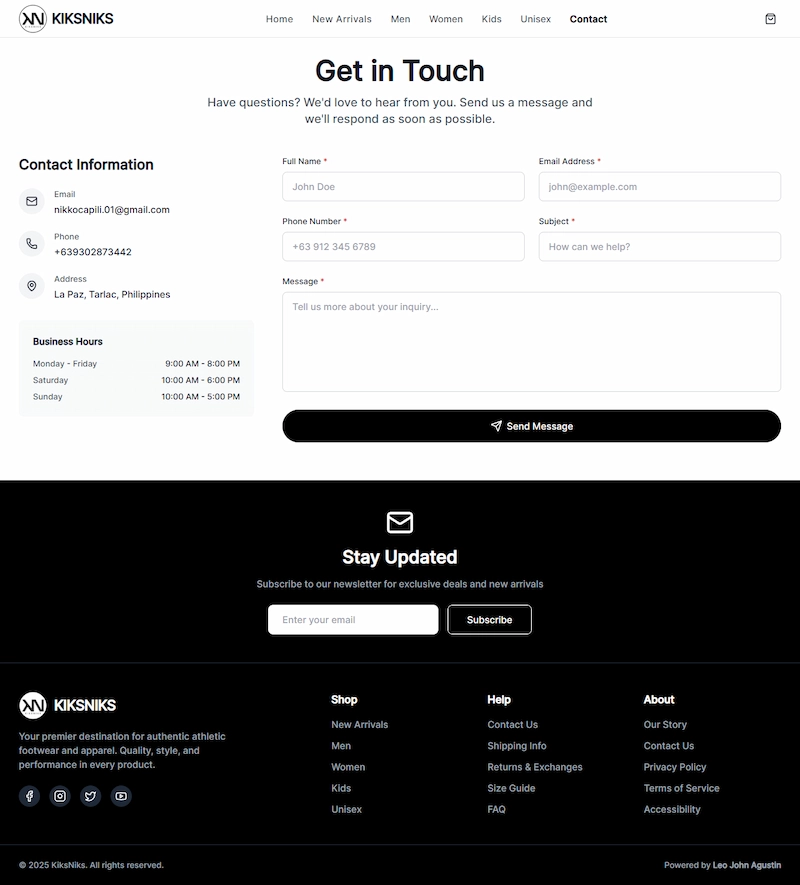 KIKSNIKS
Home New Arrivals Men Women Kids Unisex Contact
Get in Touch
Have questions? We'd love to hear from you. Send us a message and
we'll respond as soon as possible.
Contact Information
Email
nikkocapili.01@gmail.com
Phone
+639302873442
Address
La Paz, Tarlac, Philippines
Business Hours
Monday - Friday 9:00 AM - 8:00 PM
Saturday 10:00 AM - 6:00 PM
Sunday 10:00 AM - 5:00 PM
Full Name *
John Doe
Email Address *
john@example.com
Phone Number *
+63 912 345 6789
Subject *
How can we help?
Message *
Tell us more about your inquiry...
Send Message
Stay Updated
Subscribe to our newsletter for exclusive deals and new arrivals
Enter your email
Subscribe
KIKSNIKS
Your premier destination for authentic athletic
footwear and apparel. Quality, style, and
performance in every product.
Shop
New Arrivals
Men
Women
Kids
Unisex
Help
Contact Us
Shipping Info
Returns & Exchanges
Size Guide
FAQ
About
Our Story
Contact Us
Privacy Policy
Terms of Service
Accessibility
© 2025 KiksNiks. All rights reserved.
Powered by Leo John Agustin